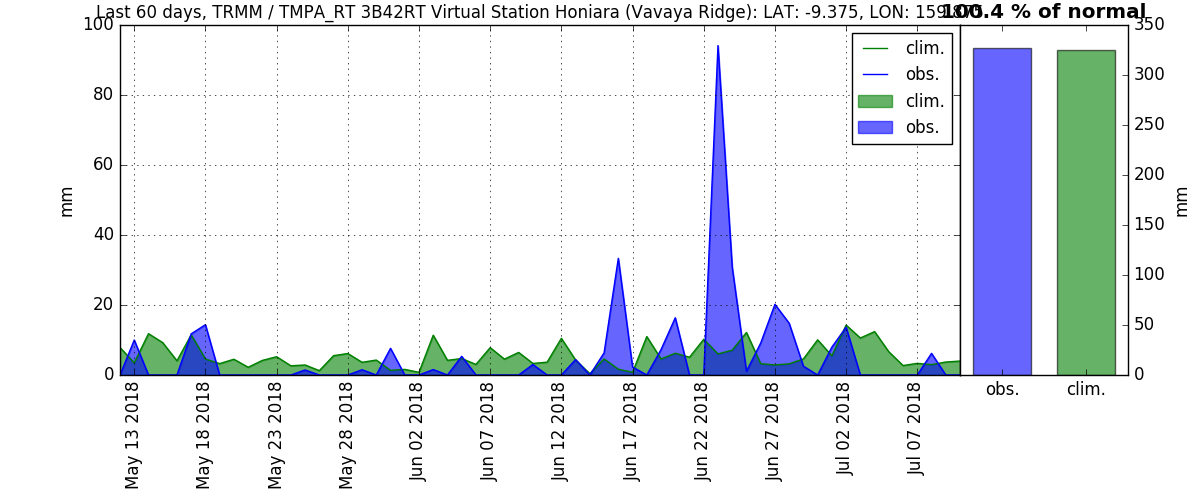 Last 60 days, TRMM / TMPA_RT 3B42RT Virtual Station Honiara (Vavaya Ridge): LAT: -9.375, LON: 159.875
100.4 % of normal
100
80
60
40
20
0
mm
clim.
obs.
clim.
obs.
350
300
250
200
150
100
50
0
mm
obs.
clim.
May 13 2018
May 18 2018
May 23 2018
May 28 2018
Jun 02 2018
Jun 07 2018
Jun 12 2018
Jun 17 2018
Jun 22 2018
Jun 27 2018
Jul 02 2018
Jul 07 2018